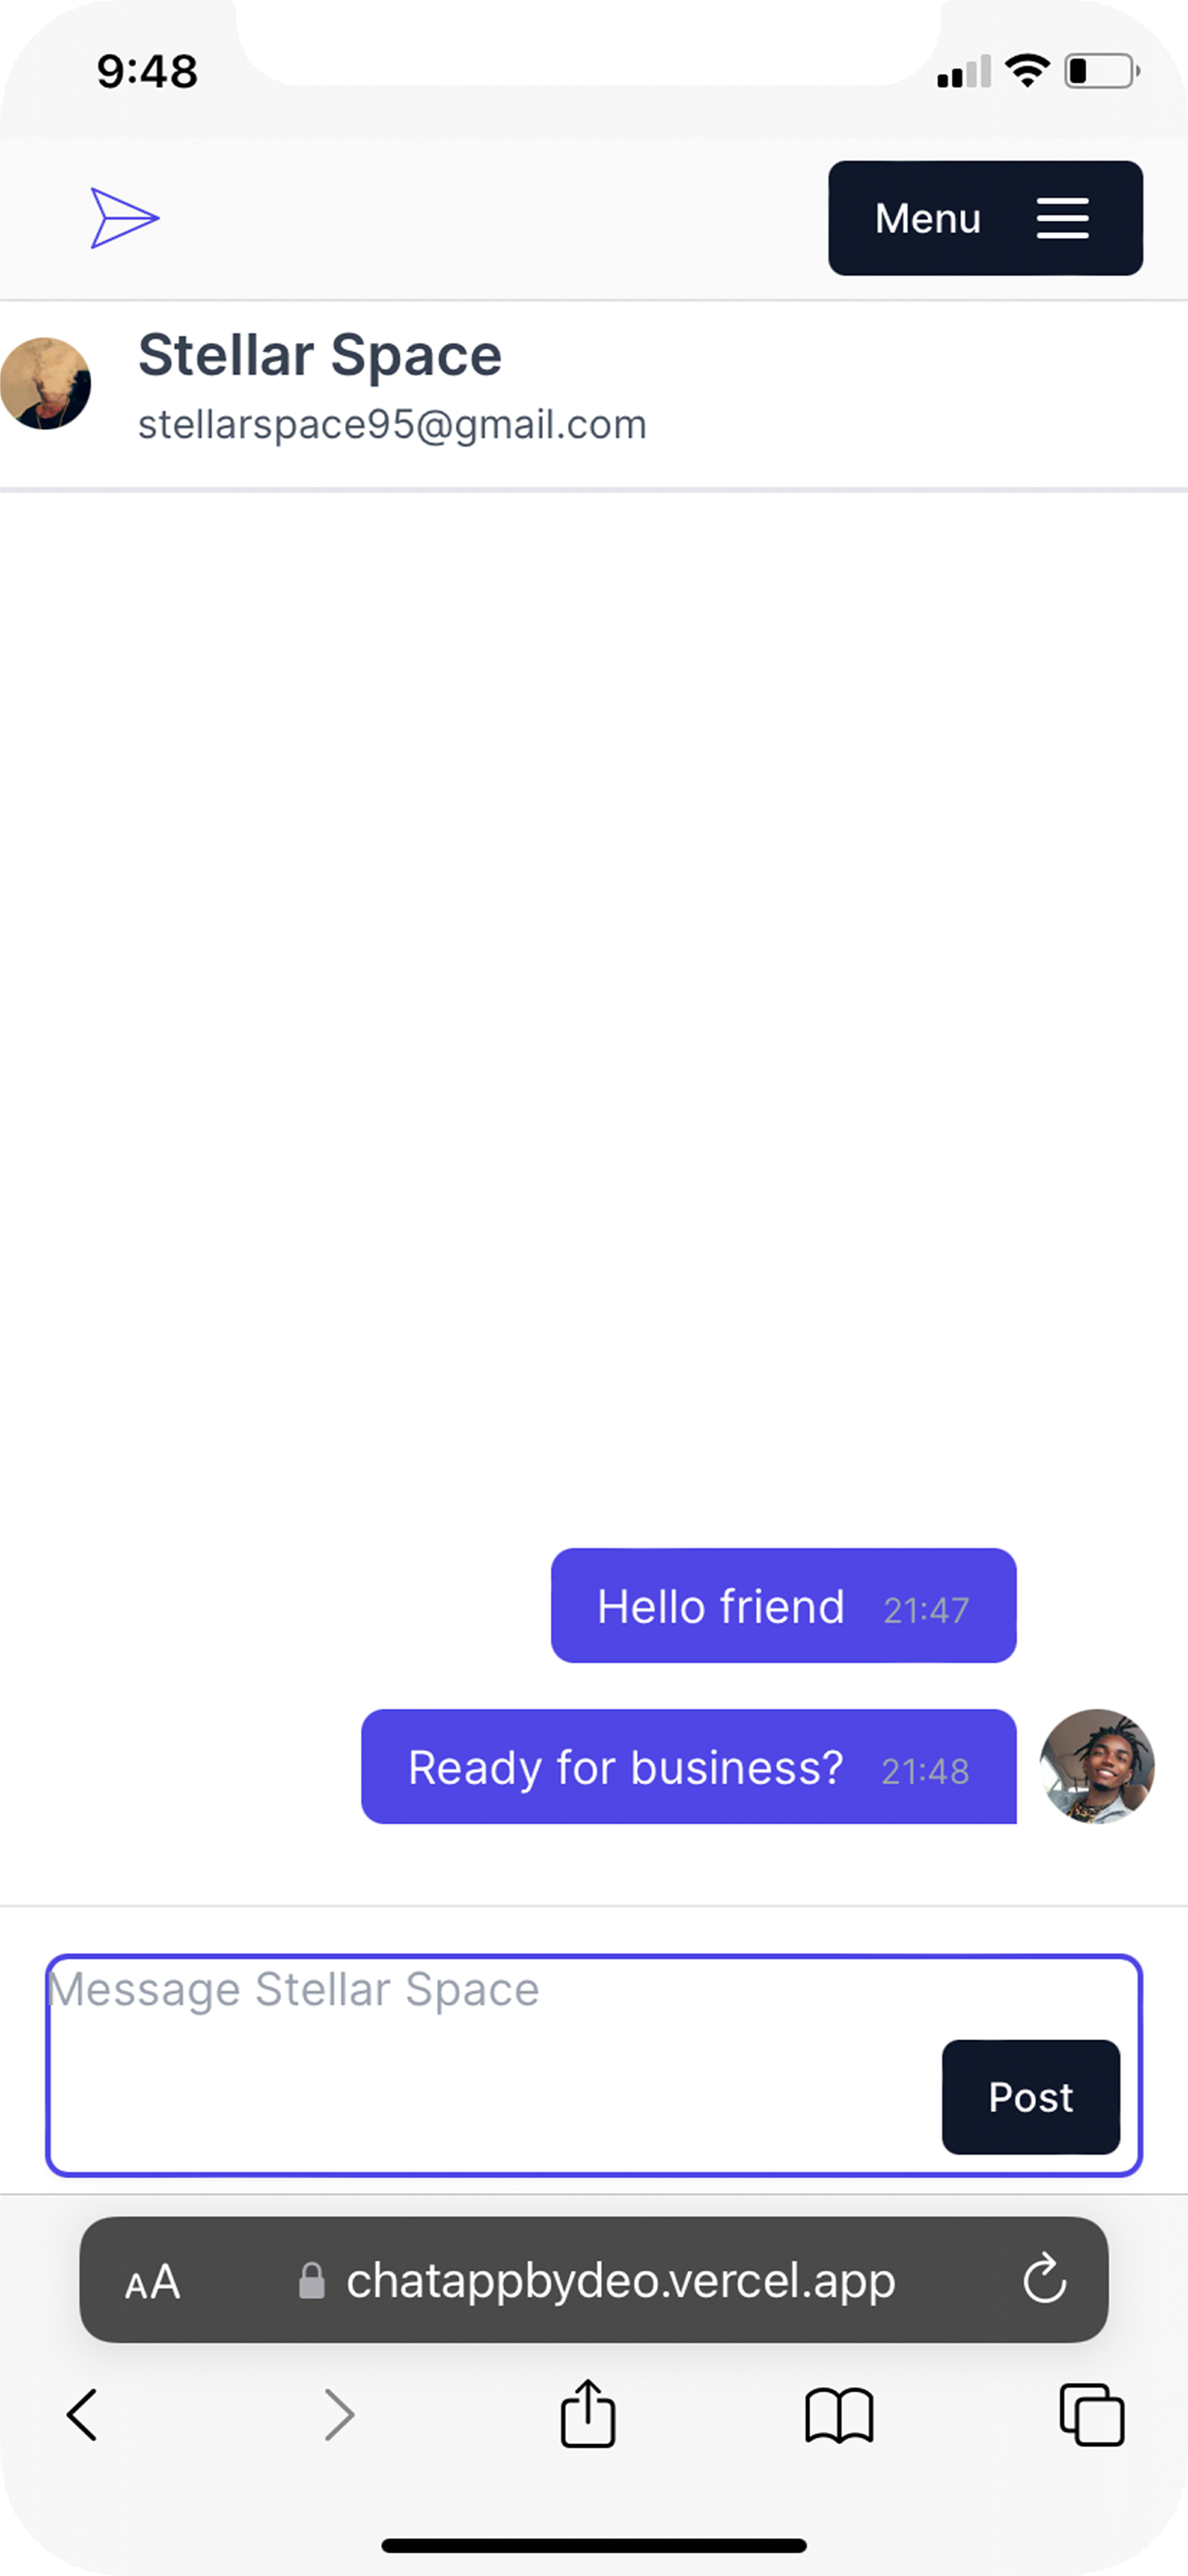 9:48
Menu
Stellar Space
stellarspace95@gmail.com
Hello friend 21:47
Ready for business? 21:48
Message Stellar Space
Post
AA chatappbydeo.vercel.app